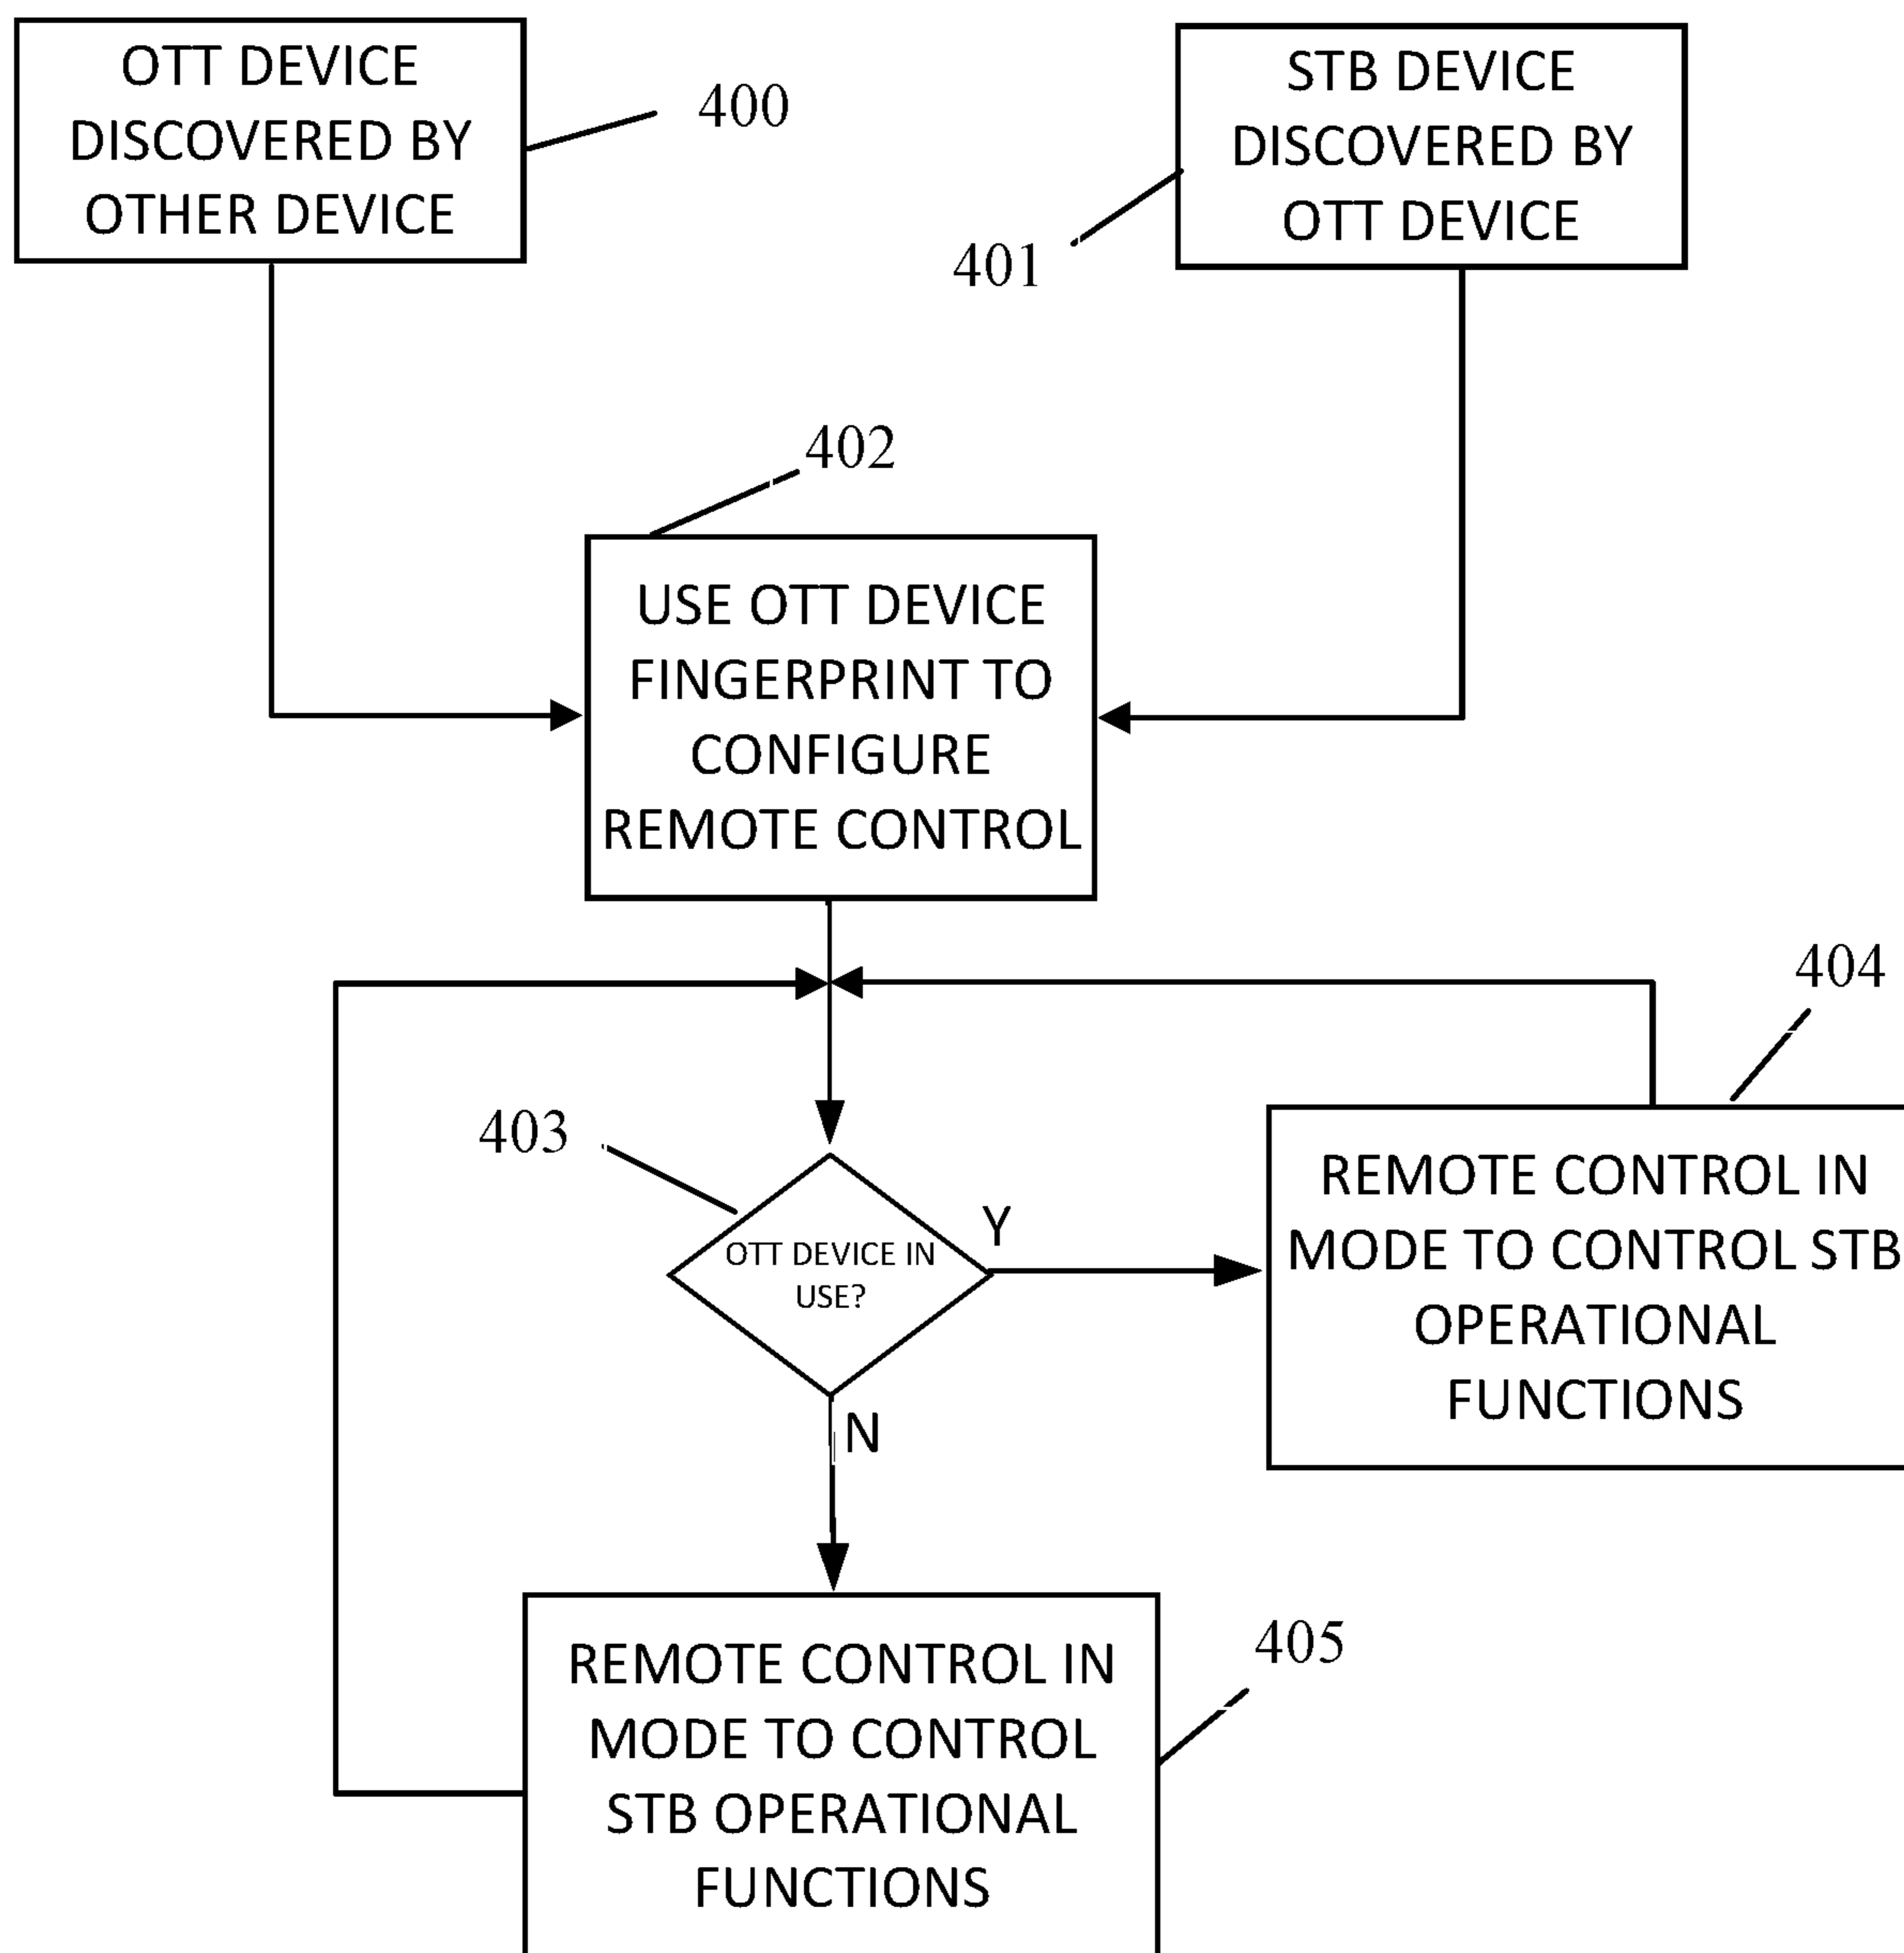 OTT DEVICE
DISCOVERED BY
OTHER DEVICE
400
STB DEVICE
DISCOVERED BY
OTT DEVICE
401
402
USE OTT DEVICE
FINGERPRINT TO
CONFIGURE
REMOTE CONTROL
403
OTT DEVICE IN
USE?
Y
N
404
REMOTE CONTROL IN
MODE TO CONTROL STB
OPERATIONAL
FUNCTIONS
405
REMOTE CONTROL IN
MODE TO CONTROL
STB OPERATIONAL
FUNCTIONS